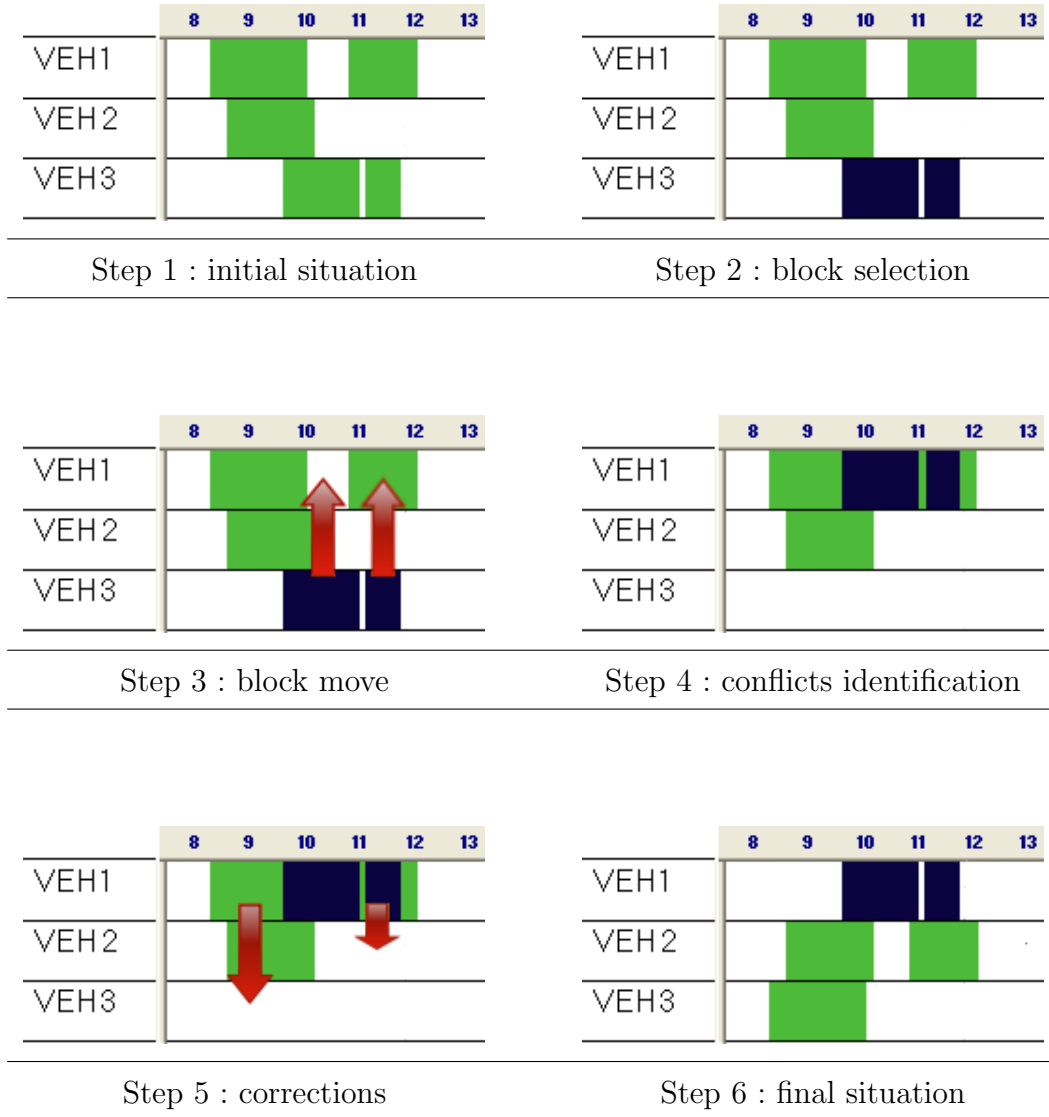 8 9 10 11 12 13
VEH1
VEH2
VEH3
Step 1 : initial situation
8 9 10 11 12 13
VEH1
VEH2
VEH3
Step 2 : block selection
8 9 10 11 12 13
VEH1
VEH2
VEH3
Step 3 : block move
8 9 10 11 12 13
VEH1
VEH2
VEH3
Step 4 : conflicts identification
8 9 10 11 12 13
VEH1
VEH2
VEH3
Step 5 : corrections
8 9 10 11 12 13
VEH1
VEH2
VEH3
Step 6 : final situation